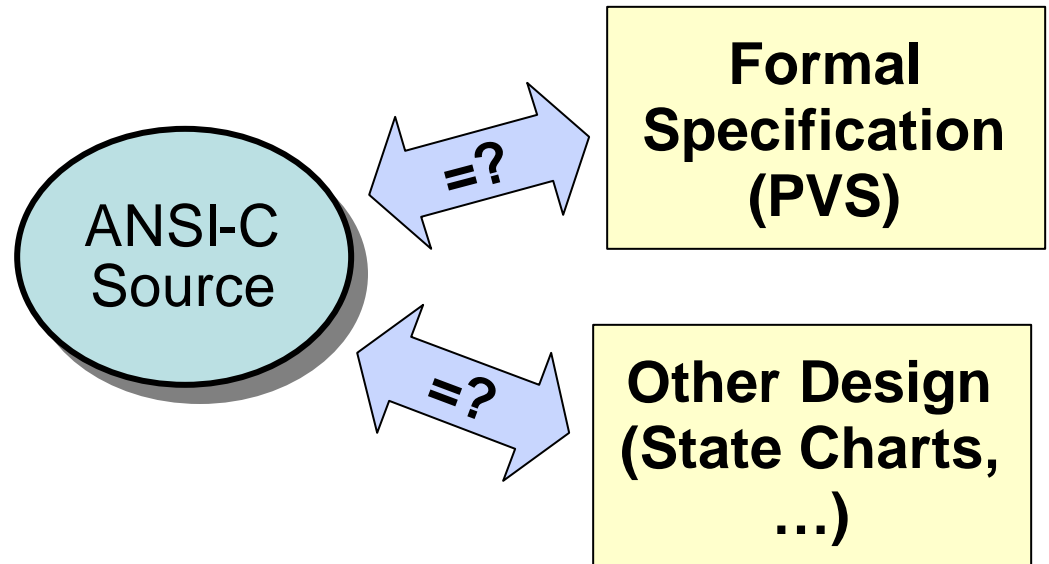 ANSI-C
Source
=?
Formal
Specification
(PVS)
=?
Other Design
(State Charts,
…)